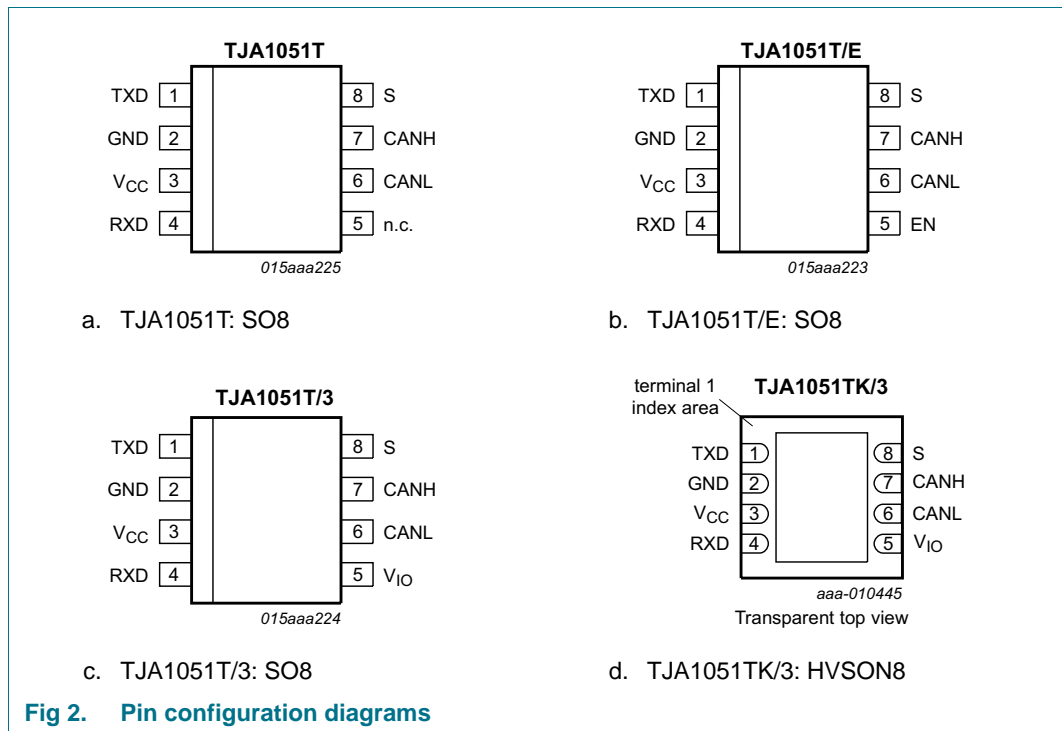 TJA1051T
TXD 1 8 S
GND 2 7 CANH
VCC 3 6 CANL
RXD 4 5 n.c.
015aaa225
a. TJA1051T: SO8
TJA1051T/E
TXD 1 8 S
GND 2 7 CANH
VCC 3 6 CANL
RXD 4 5 EN
015aaa223
b. TJA1051T/E: SO8
TJA1051T/3
TXD 1 8 S
GND 2 7 CANH
VCC 3 6 CANL
RXD 4 5 VIO
015aaa224
c. TJA1051T/3: SO8
terminal 1
index area
TJA1051TK/3
TXD 1 8 S
GND 2 7 CANH
VCC 3 6 CANL
RXD 4 5 VIO
aaa-010445
Transparent top view
d. TJA1051TK/3: HVSON8
Fig 2. Pin configuration diagrams